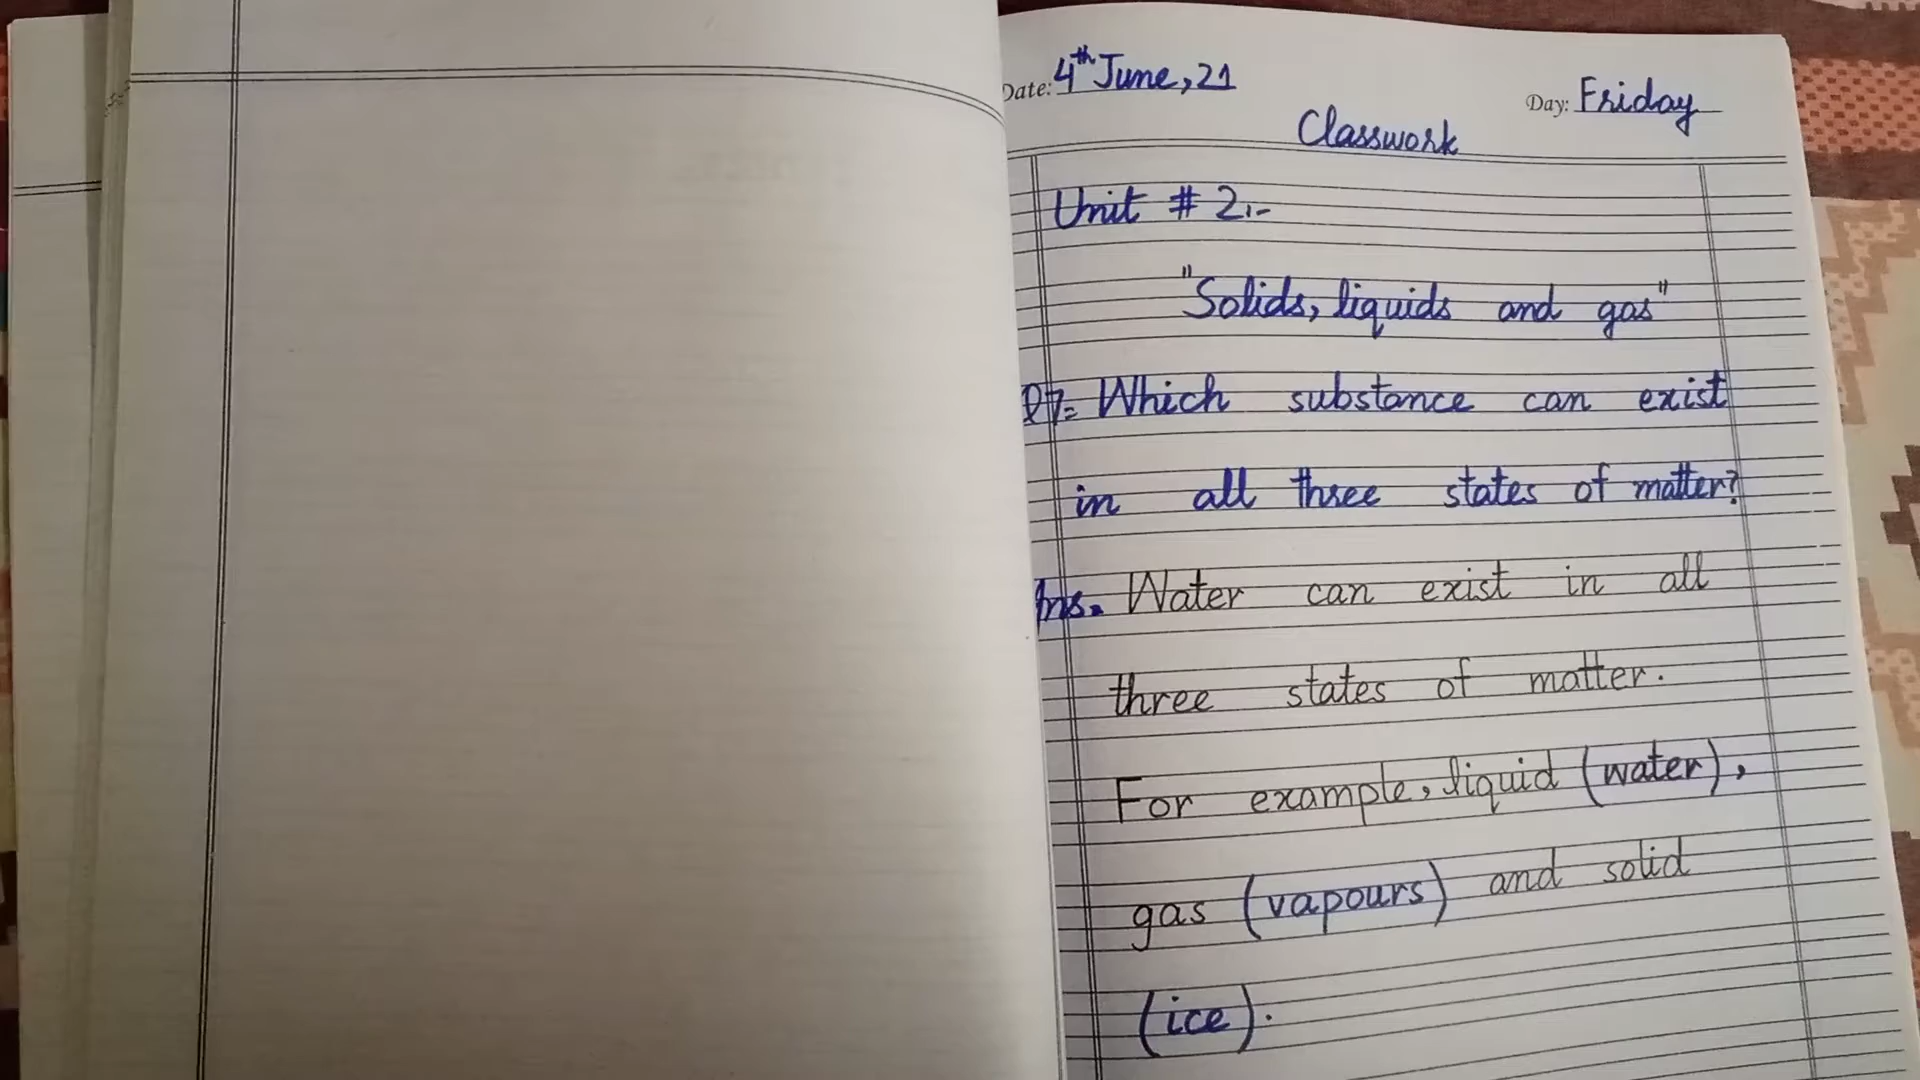 Date: 4th June, 21
Day: Friday
Classwork
Unit # 2:-
"Solids, liquids and gas"
Q7= Which substance can exist
in all three states of matter?
Ans. Water can exist in all
three states of matter.
For example, liquid (water),
gas (vapours) and solid
(ice).